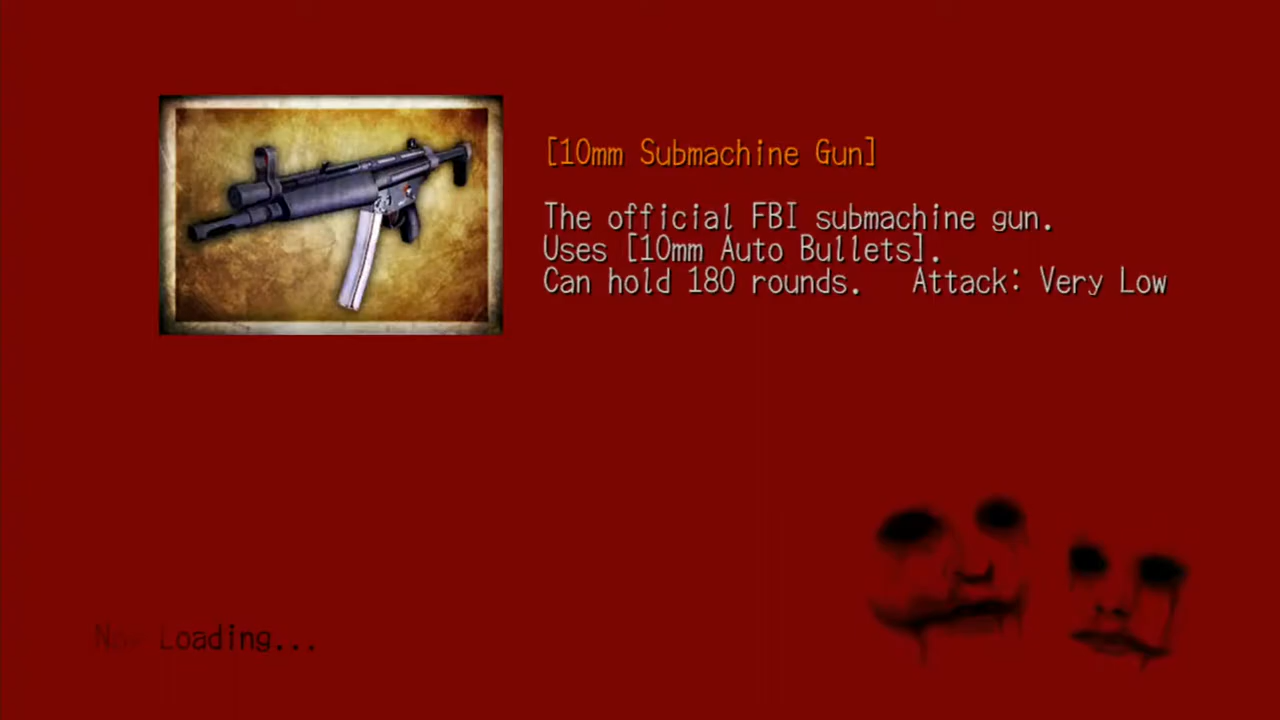 [10mm Submachine Gun]
The official FBI submachine gun.
Uses [10mm Auto Bullets].
Can hold 180 rounds. Attack: Very Low
Now Loading...